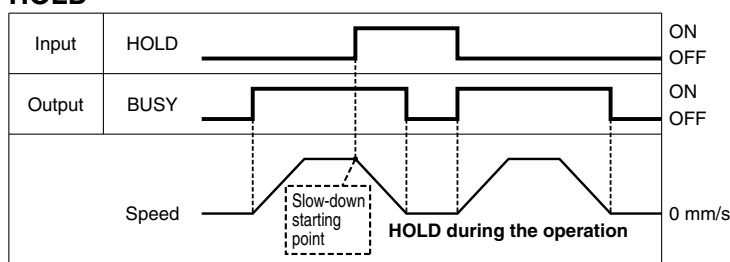 HOLD
Input HOLD ON
OFF
Output BUSY ON
OFF
Speed 0 mm/s
Slow-down
starting
point
HOLD during the operation